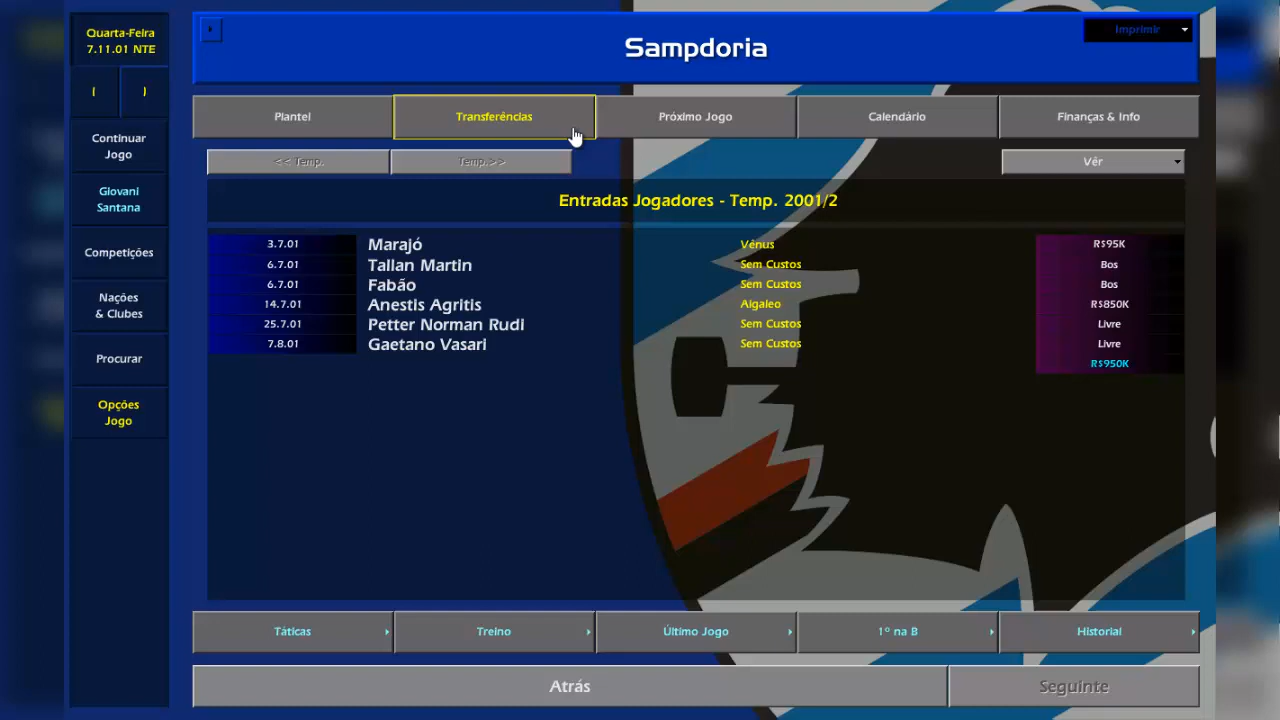 Quarta-Feira
7.11.01 NTE
Continuar
Jogo
Giovani
Santana
Competições
Nações
& Clubes
Procurar
Opções
Jogo
Sampdoria
Imprimir
Plantel
Transferências
Próximo Jogo
Calendário
Finanças & Info
<< Temp.
Temp.>>
Vêr
Entradas Jogadores - Temp. 2001/2
3.7.01 Marajó Vênus R$95K
6.7.01 Tallan Martin Sem Custos Bos
6.7.01 Fabão Sem Custos Bos
14.7.01 Anestis Agritis Aigaleo R$850K
25.7.01 Petter Norman Rudi Sem Custos Livre
7.8.01 Gaetano Vasari Sem Custos Livre
R$950K
Táticas
Treino
Último Jogo
1º na B
Historial
Atrás
Seguinte